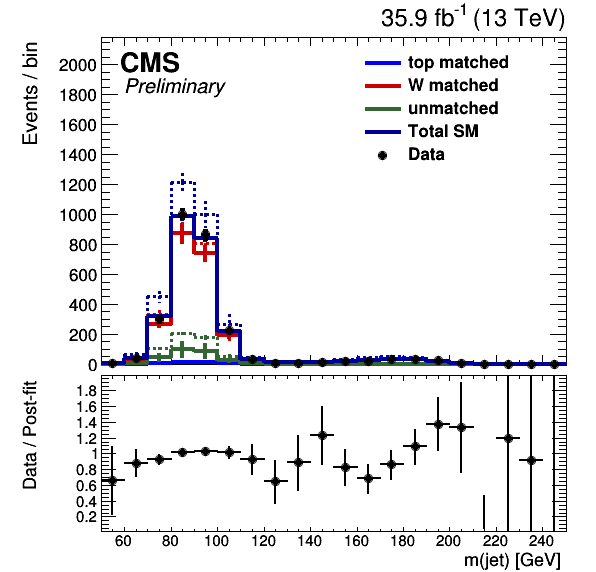 35.9 fb-1 (13 TeV)
CMS
Preliminary
top matched
W matched
unmatched
Total SM
Data
Events / bin
2000
1800
1600
1400
1200
1000
800
600
400
200
0
Data / Post-fit
1.8
1.6
1.4
1.2
1
0.8
0.6
0.4
0.2
60 80 100 120 140 160 180 200 220 240
m(jet) [GeV]